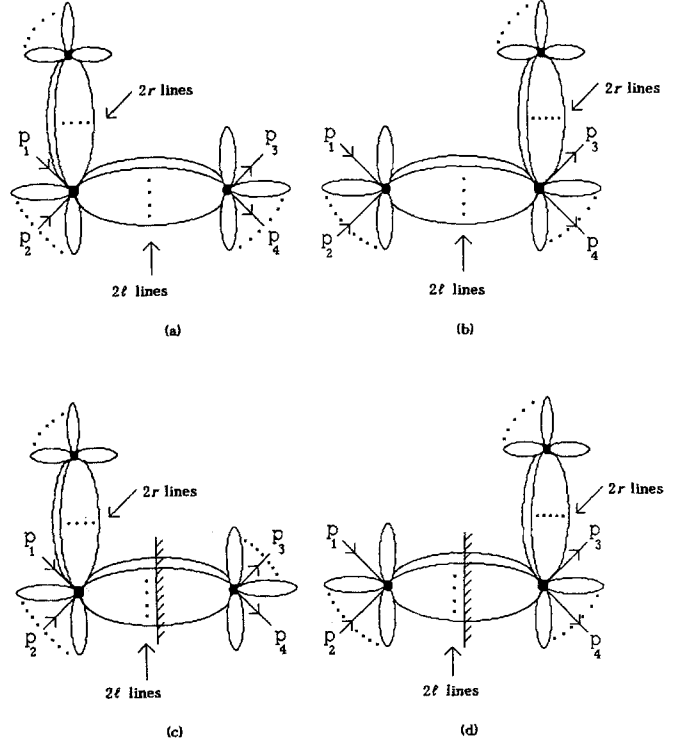 2r lines
p1
p3
p2
p4
2ℓ lines
(a)
2r lines
p1
p3
p2
p4
2ℓ lines
(b)
2r lines
p1
p3
p2
p4
2ℓ lines
(c)
2r lines
p1
p3
p2
p4
2ℓ lines
(d)